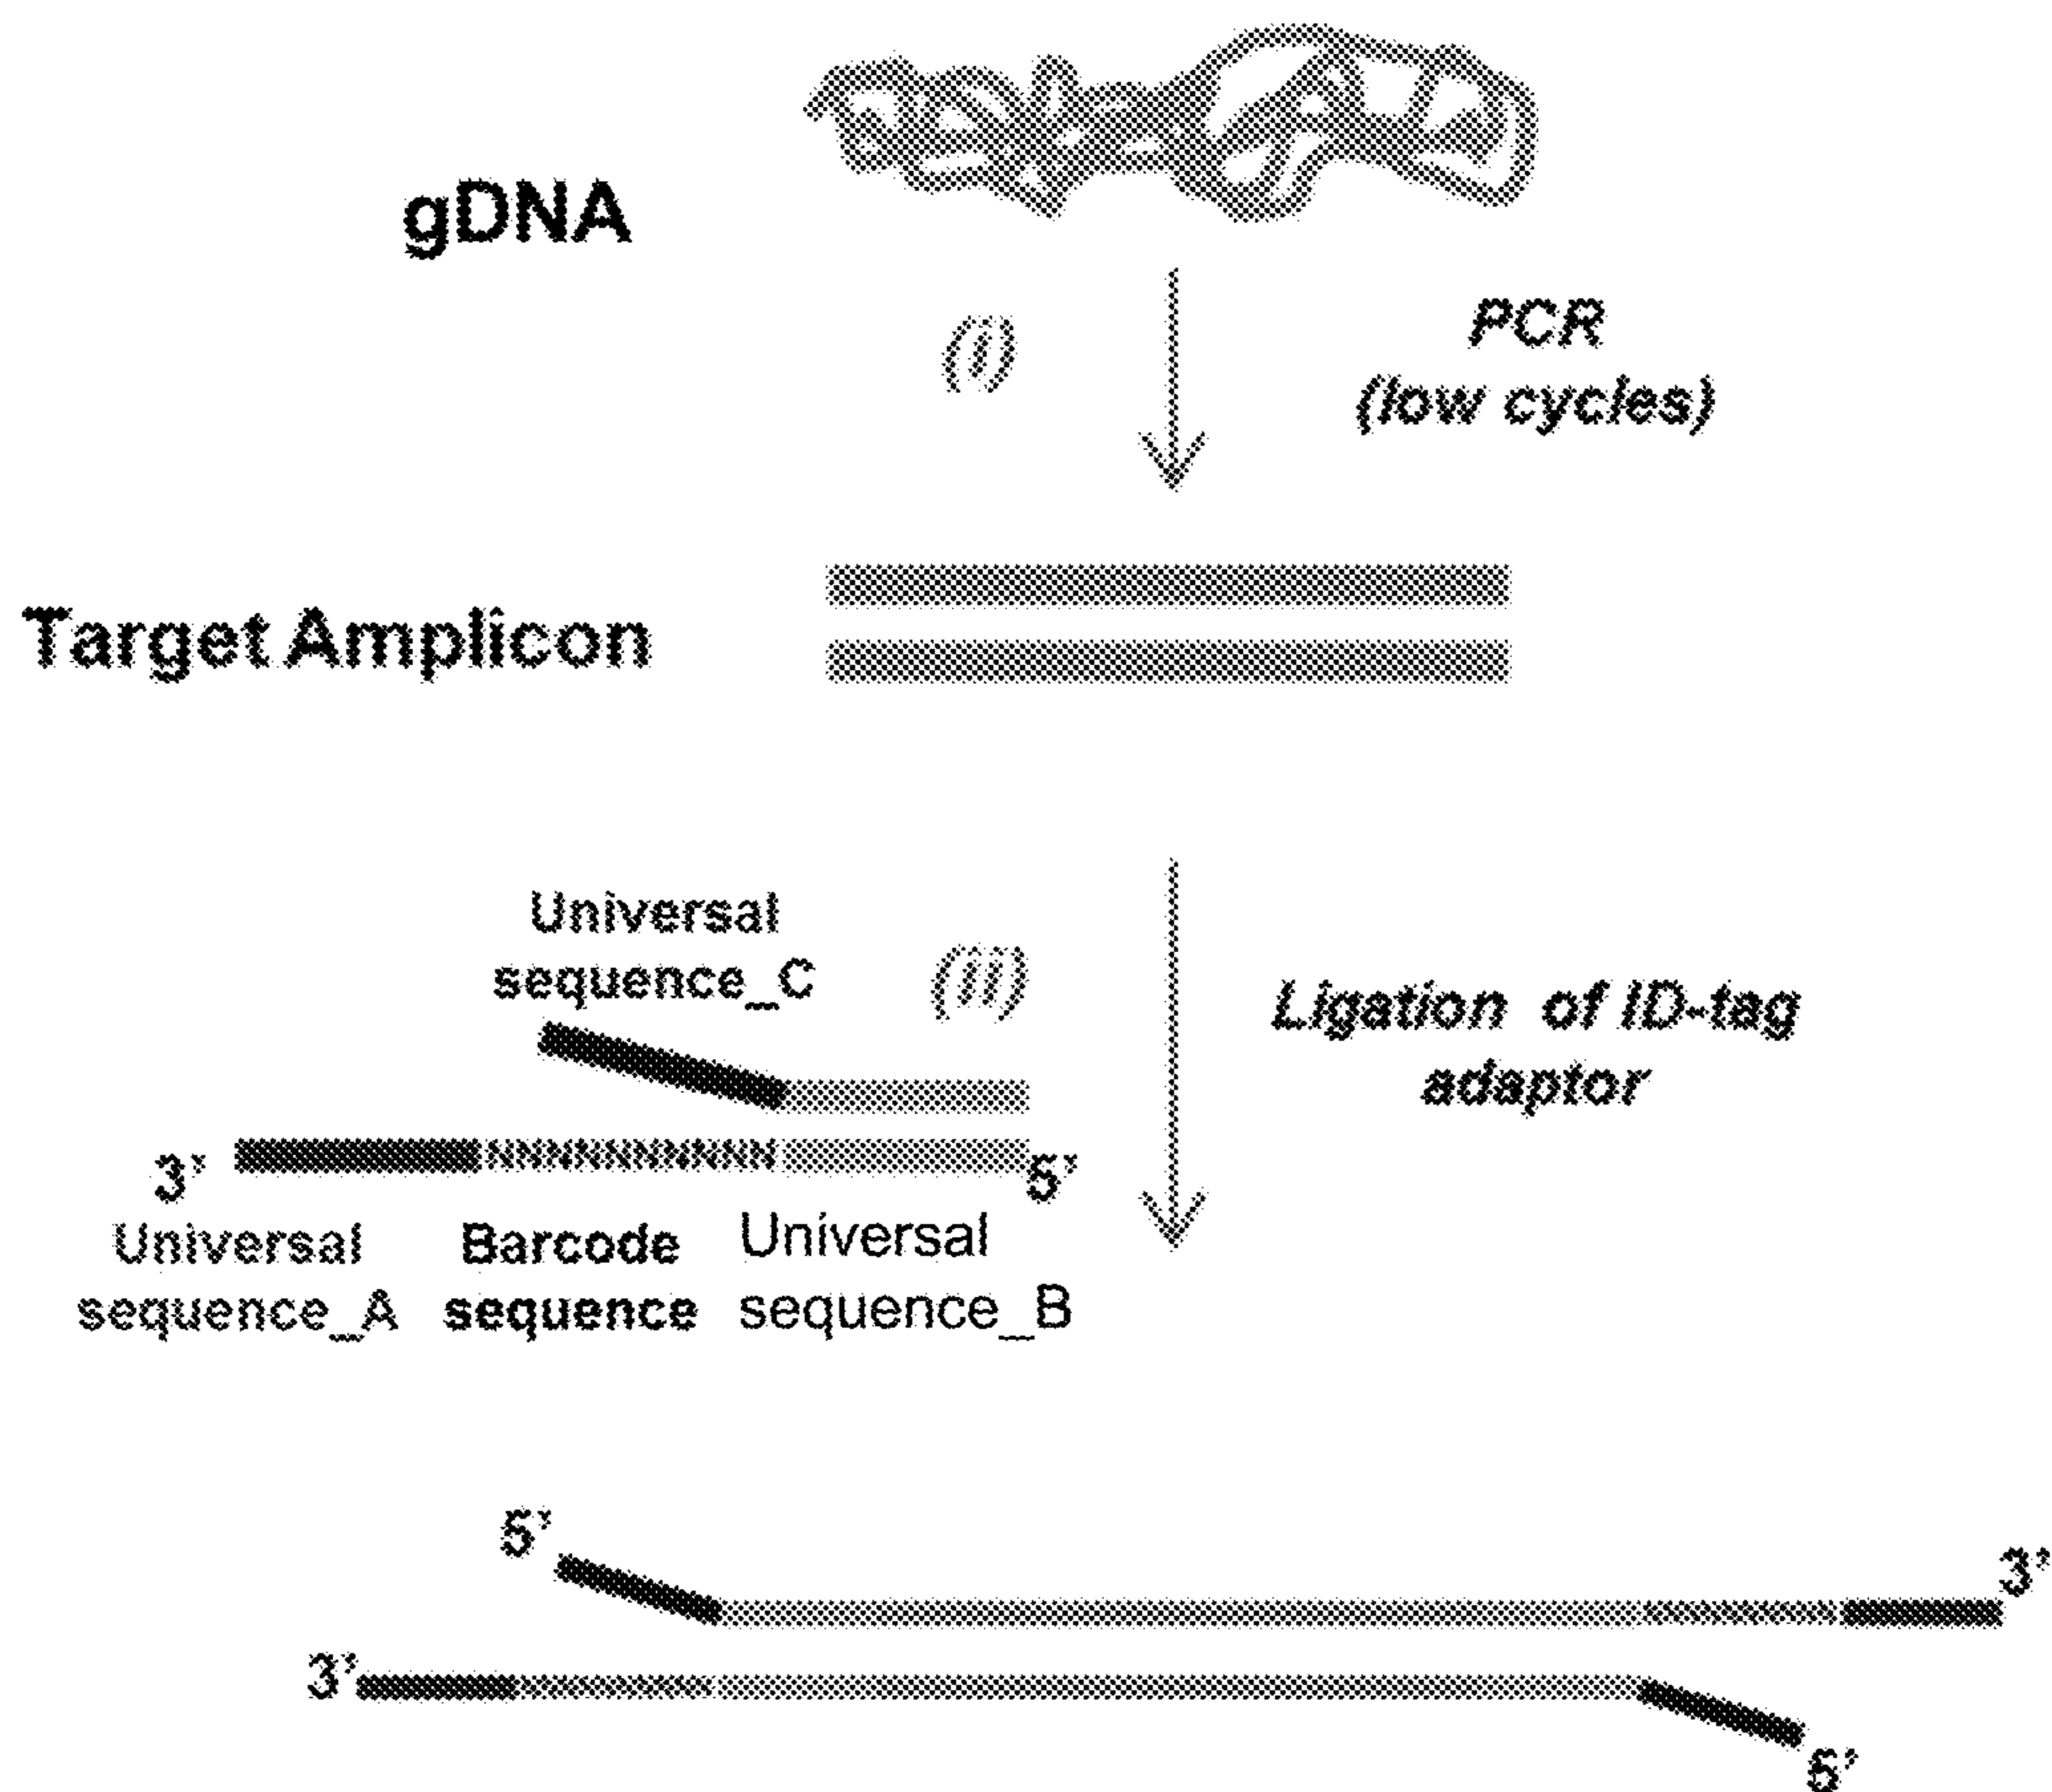 gDNA
(i)
PCR
(low cycles)
Target Amplicon
Universal
sequence_C
(ii)
Ligation of ID-tag
adaptor
3’
NNNNNNNNNN
5’
Universal
sequence_A
Barcode
sequence
Universal
sequence_B
5’
3’
3’
5’